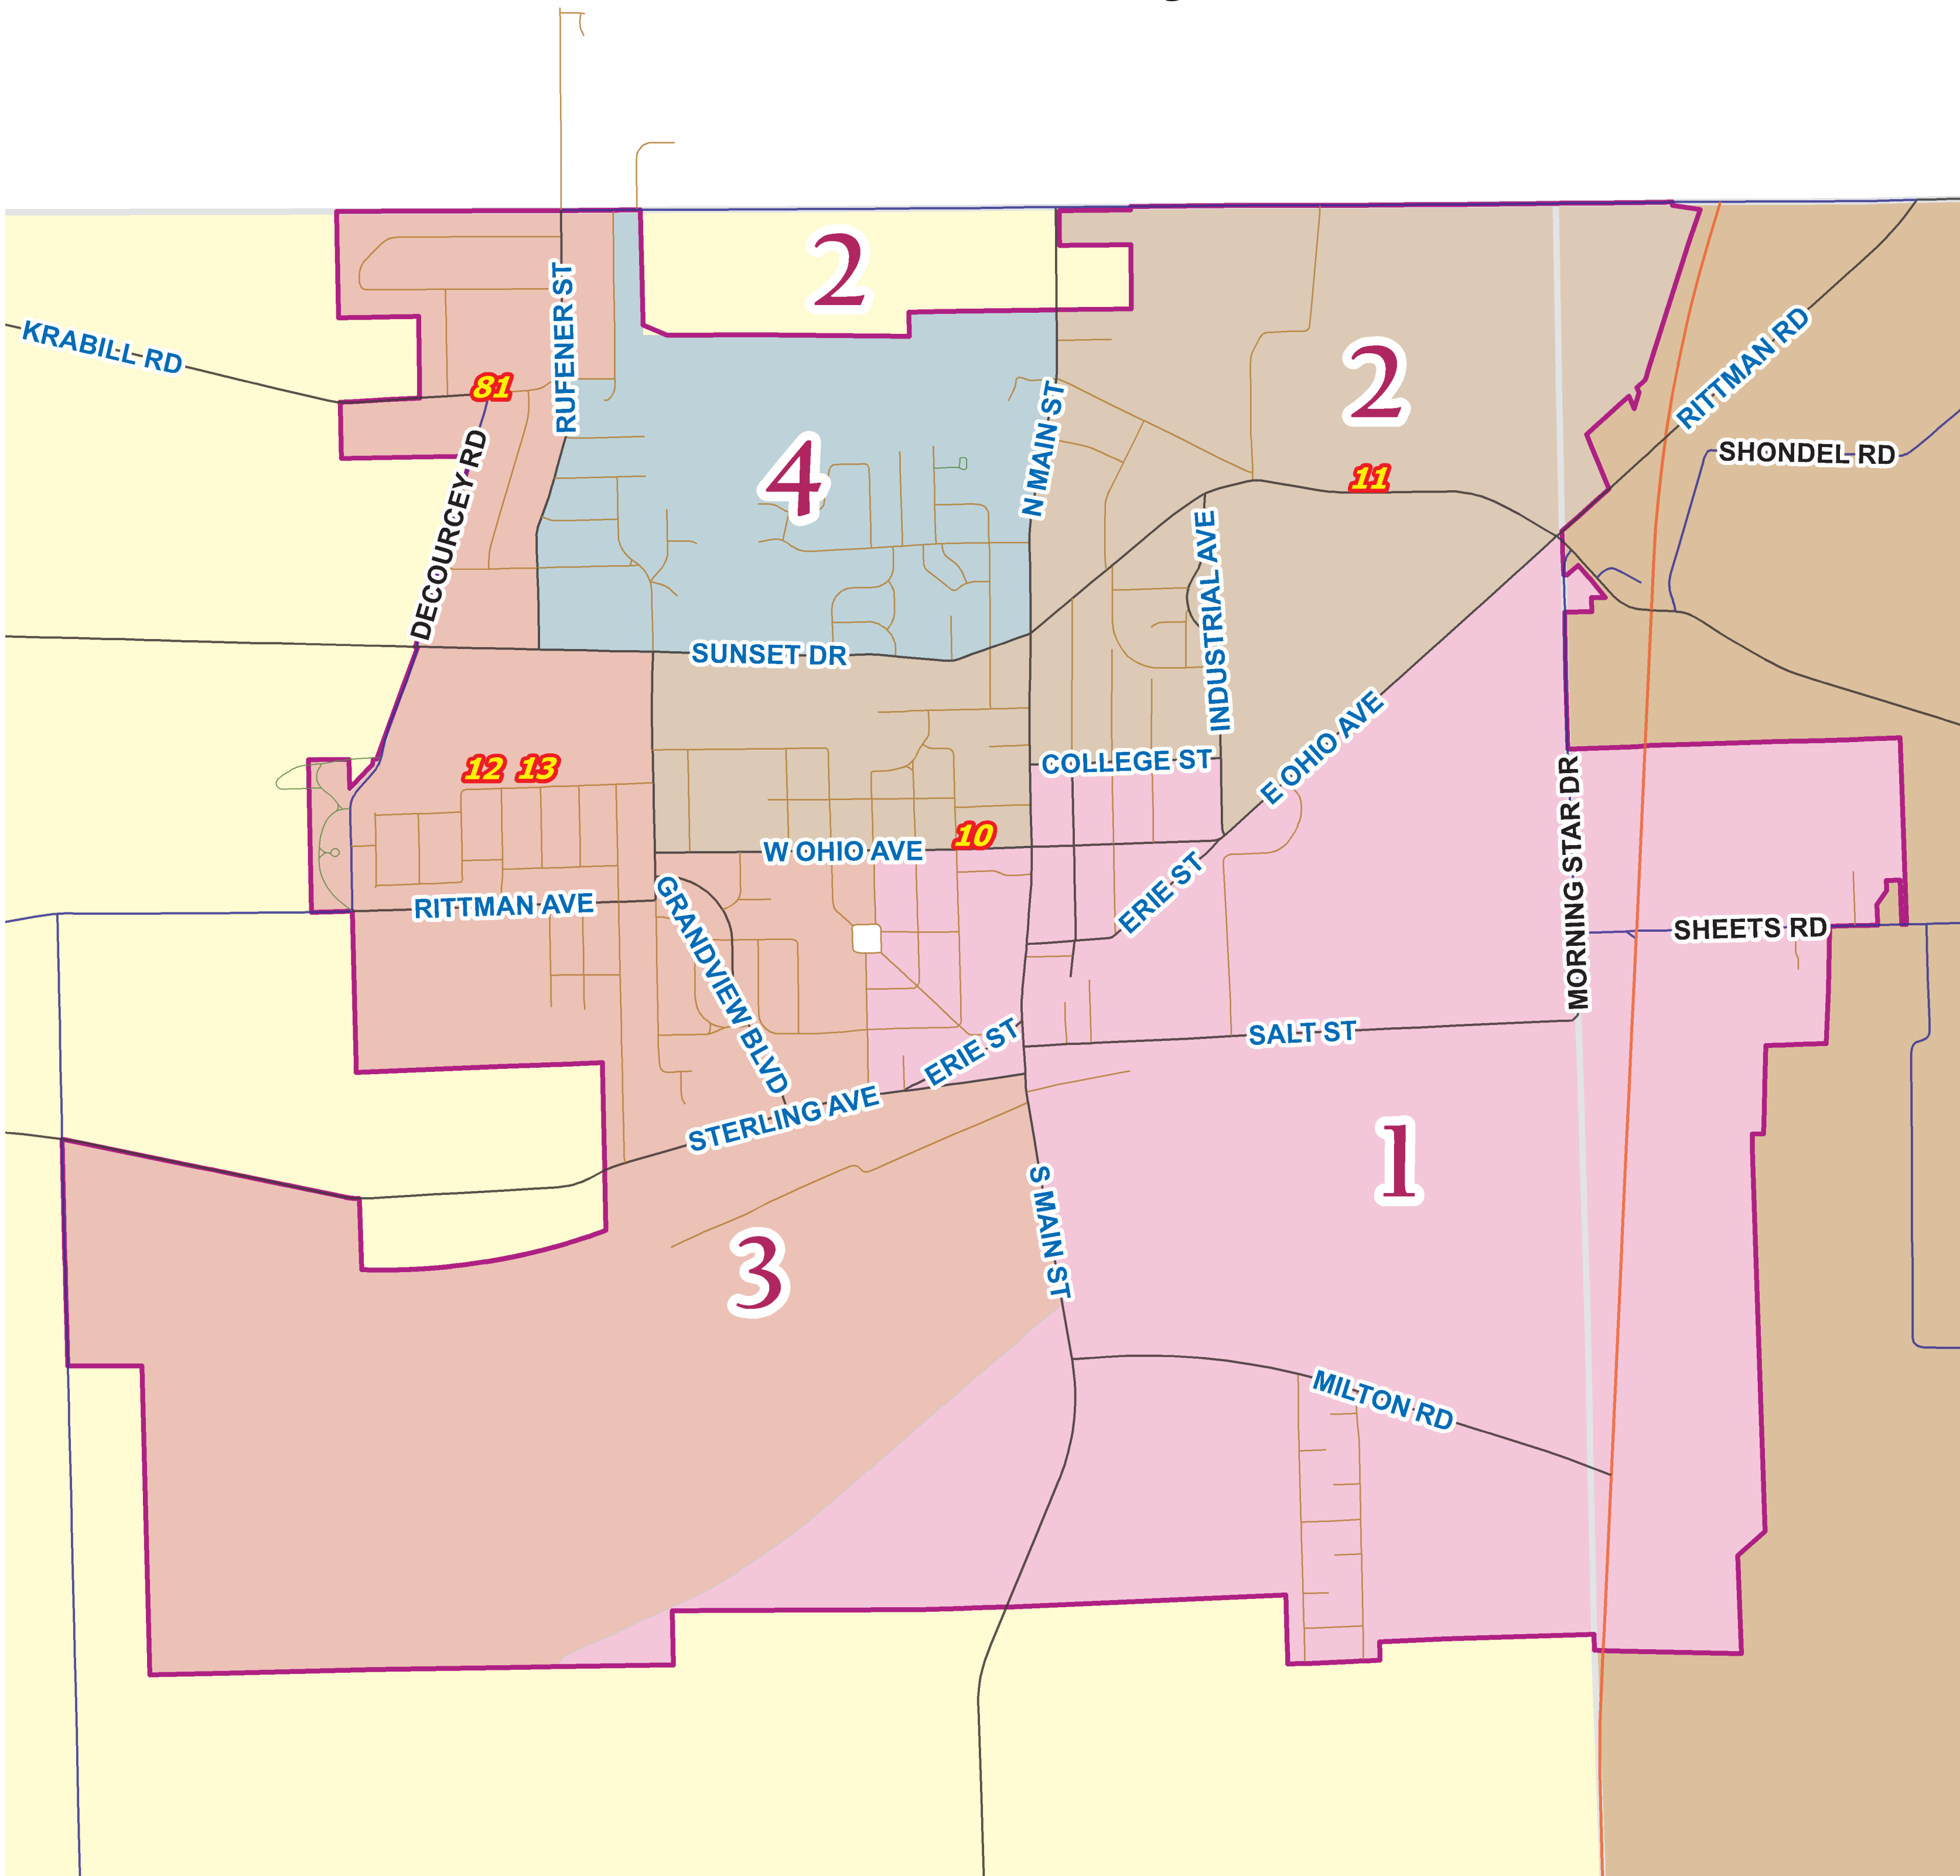 2
2
KRABILL RD
RUFENER ST
81
RITTMAN RD
N MAIN ST
SHONDEL RD
4
11
DECOURCEY RD
INDUSTRIAL AVE
SUNSET DR
12
13
COLLEGE ST
E OHIO AVE
10
W OHIO AVE
MORNING STAR DR
RITTMAN AVE
ERIE ST
SHEETS RD
GRANDVIEW BLVD
SALT ST
ERIE ST
STERLING AVE
1
S MAIN ST
3
MILTON RD